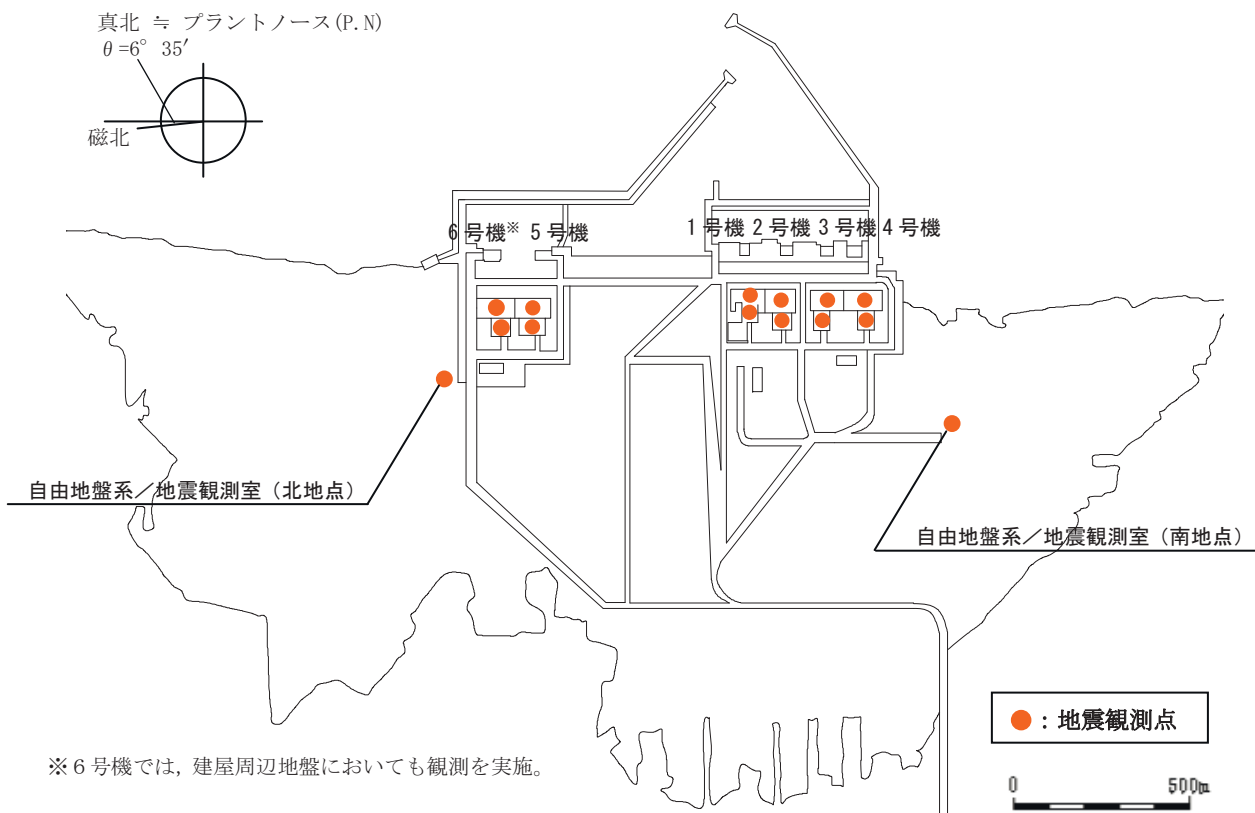 真北 ≒ プラントノース(P.N)
θ=6° 35′
磁北
6号機※ 5号機
1号機 2号機 3号機 4号機
自由地盤系／地震観測室（北地点）
自由地盤系／地震観測室（南地点）
：地震観測点
※６号機では, 建屋周辺地盤においても観測を実施。
0 500m